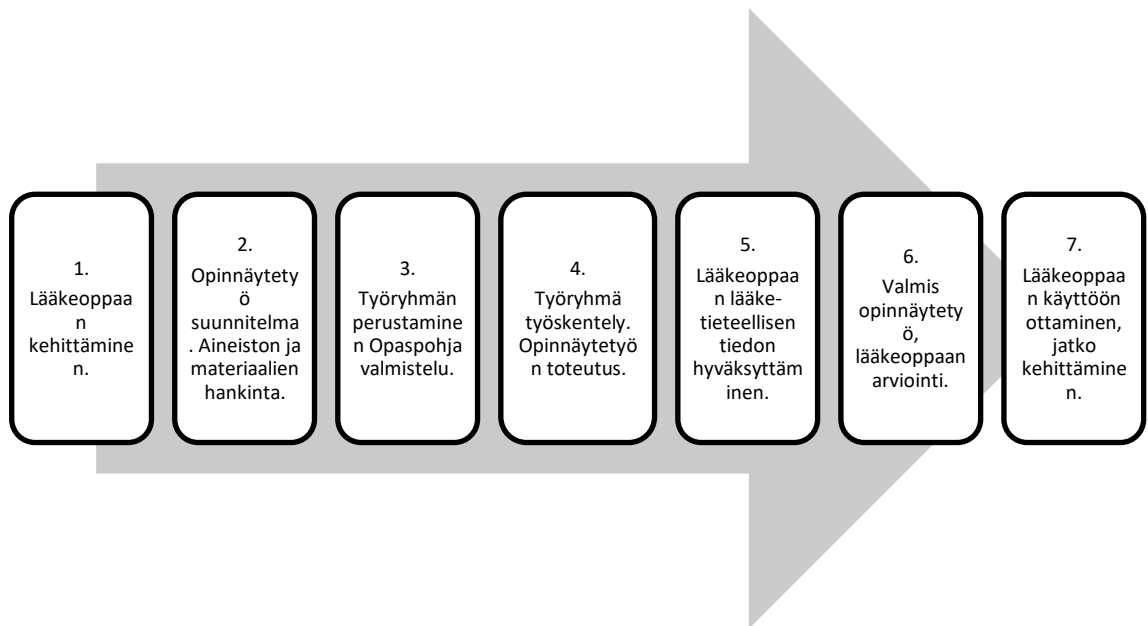 1.
Lääkeoppaa
n
kehittämine
n.
2.
Opinnäytety
ö
suunnitelma
. Aineiston ja
materiaalien
hankinta.
3.
Työryhmän
perustamine
n Opaspohja
valmistelu.
4.
Työryhmä
työskentely.
Opinnäytetyö
n toteutus.
5.
Lääkeoppaa
n lääke-
tieteellisen
tiedon
hyväksyttäm
inen.
6.
Valmis
opinnäytety
ö,
lääkeoppaan
arviointi.
7.
Lääkeoppaa
n käyttöön
ottaminen,
jatko
kehittämine
n.